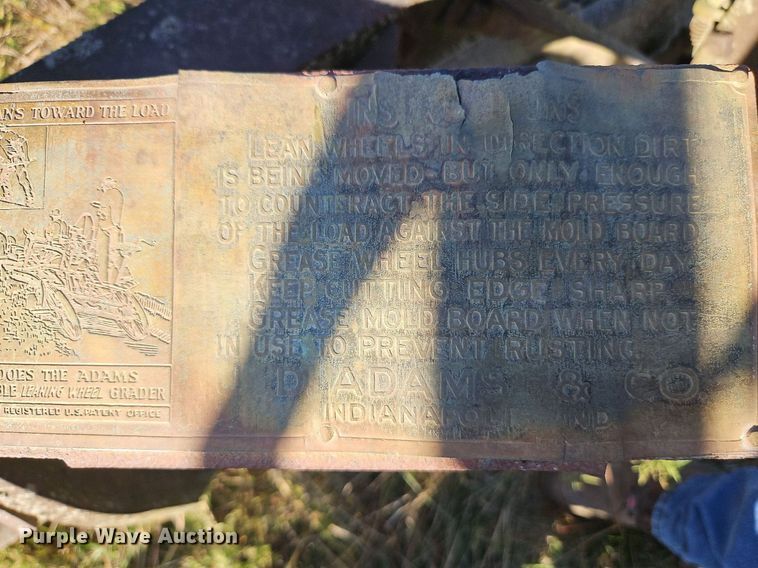 ANS TOWARD THE LOAD
DOES THE ADAMS
BLE LEANING WHEEL GRADER
REGISTERED U.S. PATENT OFFICE
INSTRUCTIONS
LEAN WHEELS IN DIRECTION DIRT
IS BEING MOVED, BUT ONLY ENOUGH
TO COUNTERACT THE SIDE PRESSURE
OF THE LOAD AGAINST THE MOLD BOARD
GREASE WHEEL HUBS EVERY DAY
KEEP CUTTING EDGE SHARP
GREASE MOLD BOARD WHEN NOT
IN USE TO PREVENT RUSTING.
D ADAMS & CO
INDIANAPOLIS IND
Purple Wave Auction